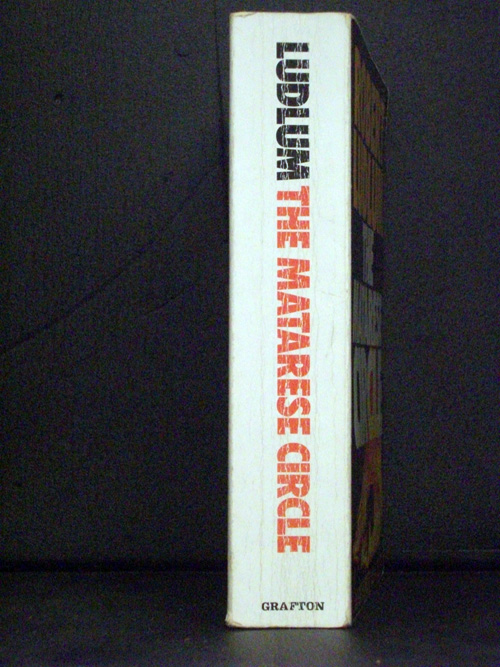 LUDLUM THE MATARESE CIRCLE
GRAFTON